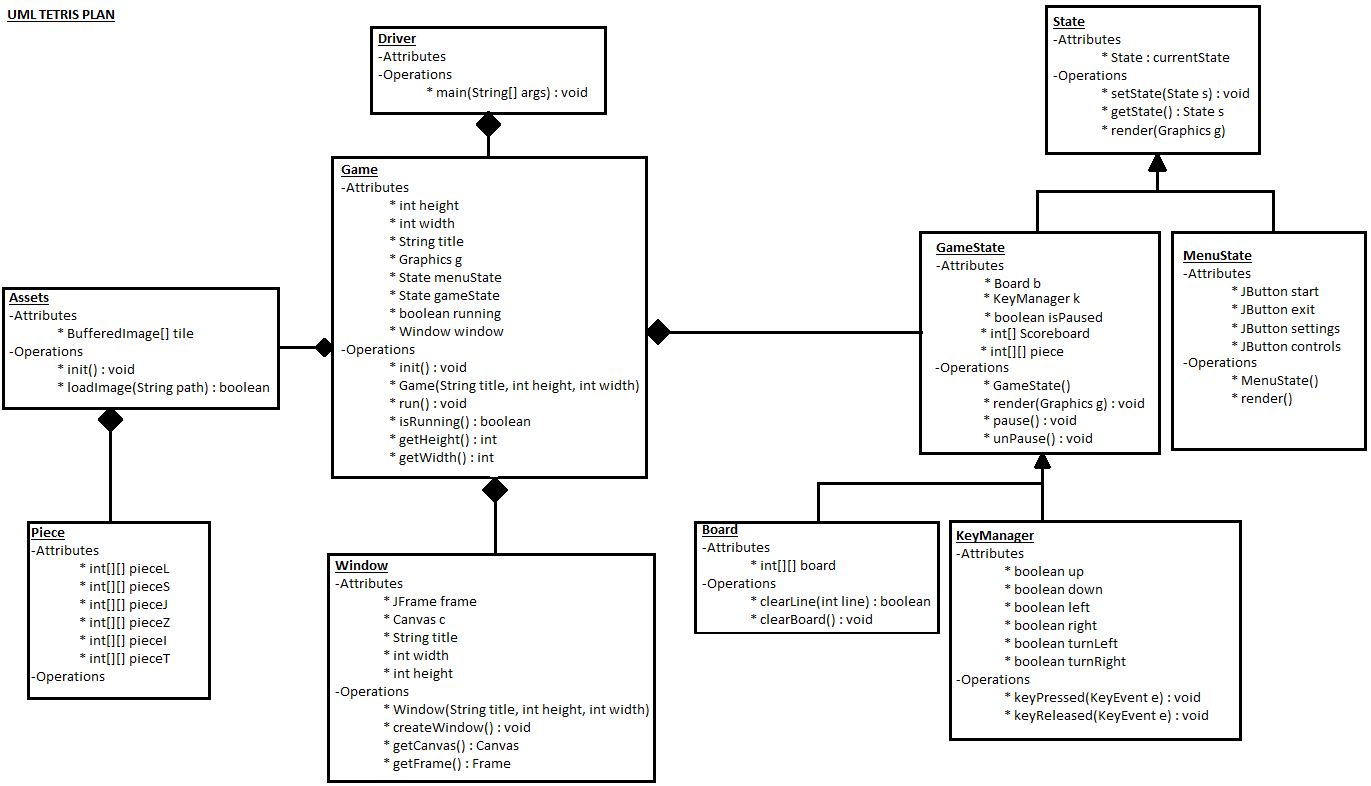 UML TETRIS PLAN
Driver
-Attributes
-Operations
* main(String[] args) : void
State
-Attributes
* State : currentState
-Operations
* setState(State s) : void
* getState() : State s
* render(Graphics g)
Game
-Attributes
* int height
* int width
* String title
* Graphics g
* State menuState
* State gameState
* boolean running
* Window window
-Operations
* init() : void
* Game(String title, int height, int width)
* run() : void
* isRunning() : boolean
* getHeight() : int
* getWidth() : int
GameState
-Attributes
* Board b
* KeyManager k
* boolean isPaused
* int[] Scoreboard
* int[][] piece
-Operations
* GameState()
* render(Graphics g) : void
* pause() : void
* unPause() : void
MenuState
-Attributes
* JButton start
* JButton exit
* JButton settings
* JButton controls
-Operations
* MenuState()
* render()
Assets
-Attributes
* BufferedImage[] tile
-Operations
* init() : void
* loadImage(String path) : boolean
Piece
-Attributes
* int[][] pieceL
* int[][] pieceS
* int[][] pieceJ
* int[][] pieceZ
* int[][] pieceI
* int[][] pieceT
-Operations
Window
-Attributes
* JFrame frame
* Canvas c
* String title
* int width
* int height
-Operations
* Window(String title, int height, int width)
* createWindow() : void
* getCanvas() : Canvas
* getFrame() : Frame
Board
-Attributes
* int[][] board
-Operations
* clearLine(int line) : boolean
* clearBoard() : void
KeyManager
-Attributes
* boolean up
* boolean down
* boolean left
* boolean right
* boolean turnLeft
* boolean turnRight
-Operations
* keyPressed(KeyEvent e) : void
* keyReleased(KeyEvent e) : void